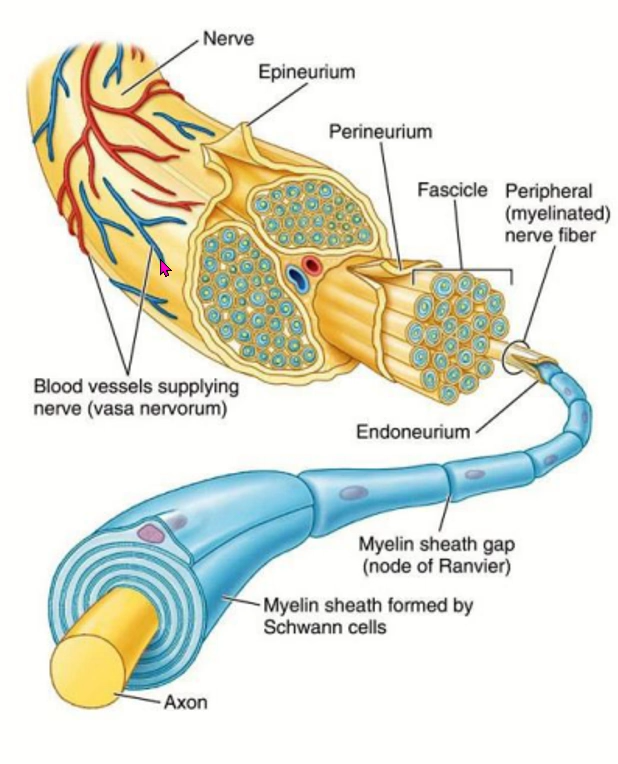 Nerve
Epineurium
Perineurium
Fascicle
Peripheral
(myelinated)
nerve fiber
Blood vessels supplying
nerve (vasa nervorum)
Endoneurium
Myelin sheath gap
(node of Ranvier)
Myelin sheath formed by
Schwann cells
Axon